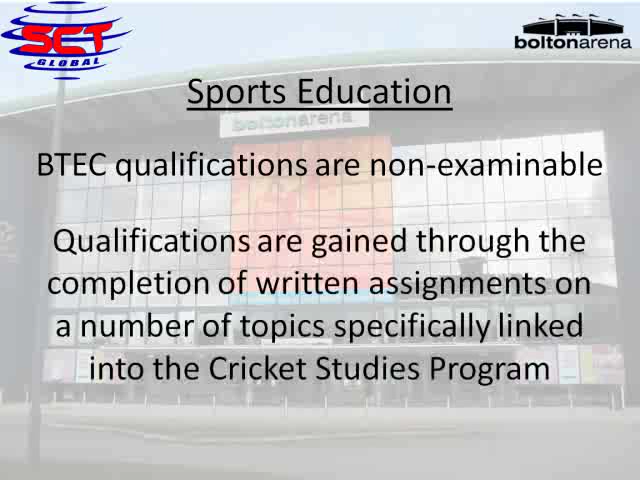 SCT
GLOBAL
boltonarena
Sports Education
boltonarena
BTEC qualifications are non-examinable
Qualifications are gained through the
completion of written assignments on
a number of topics specifically linked
into the Cricket Studies Program